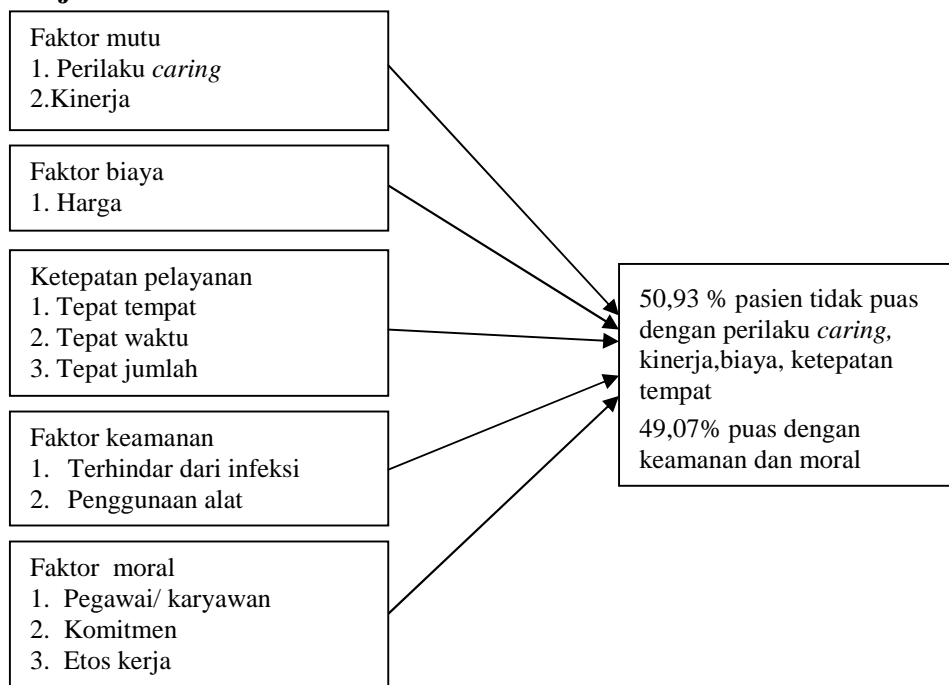 Faktor mutu
1. Perilaku caring
2.Kinerja
Faktor biaya
1. Harga
Ketepatan pelayanan
1. Tepat tempat
2. Tepat waktu
3. Tepat jumlah
Faktor keamanan
1. Terhindar dari infeksi
2. Penggunaan alat
Faktor moral
1. Pegawai/ karyawan
2. Komitmen
3. Etos kerja
50,93 % pasien tidak puas
dengan perilaku caring,
kinerja,biaya, ketepatan
tempat
49,07% puas dengan
keamanan dan moral